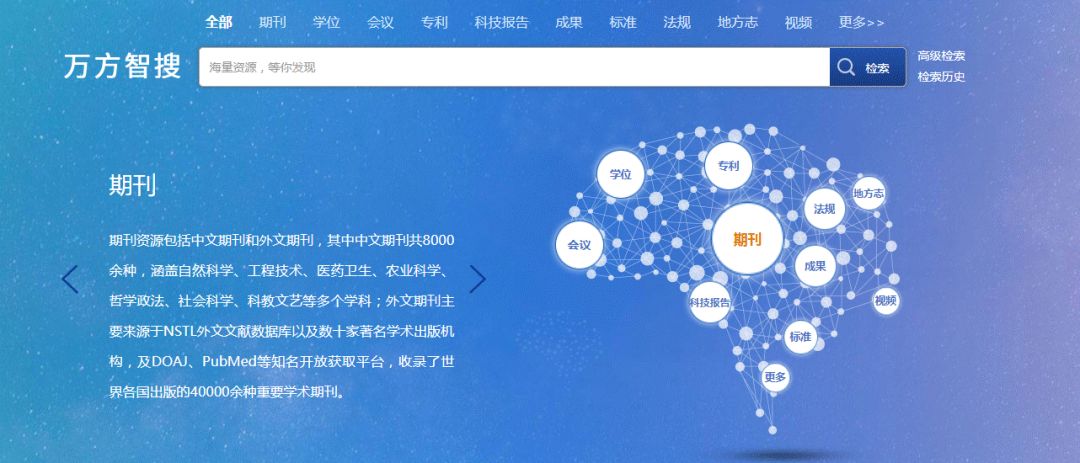 全部 期刊 学位 会议 专利 科技报告 成果 标准 法规 地方志 视频 更多>>
万方智搜 海量资源，等你发现 检索 高级检索
检索历史
期刊
期刊资源包括中文期刊和外文期刊，其中中文期刊共8000
余种，涵盖自然科学、工程技术、医药卫生、农业科学、
哲学政法、社会科学、科教文艺等多个学科；外文期刊主
要来源于NSTL外文文献数据库以及数十家著名学术出版机
构，及DOAJ、PubMed等知名开放获取平台，收录了世
界各国出版的40000余种重要学术期刊。
专利
学位
地方志
法规
期刊
会议
成果
科技报告
视频
标准
更多